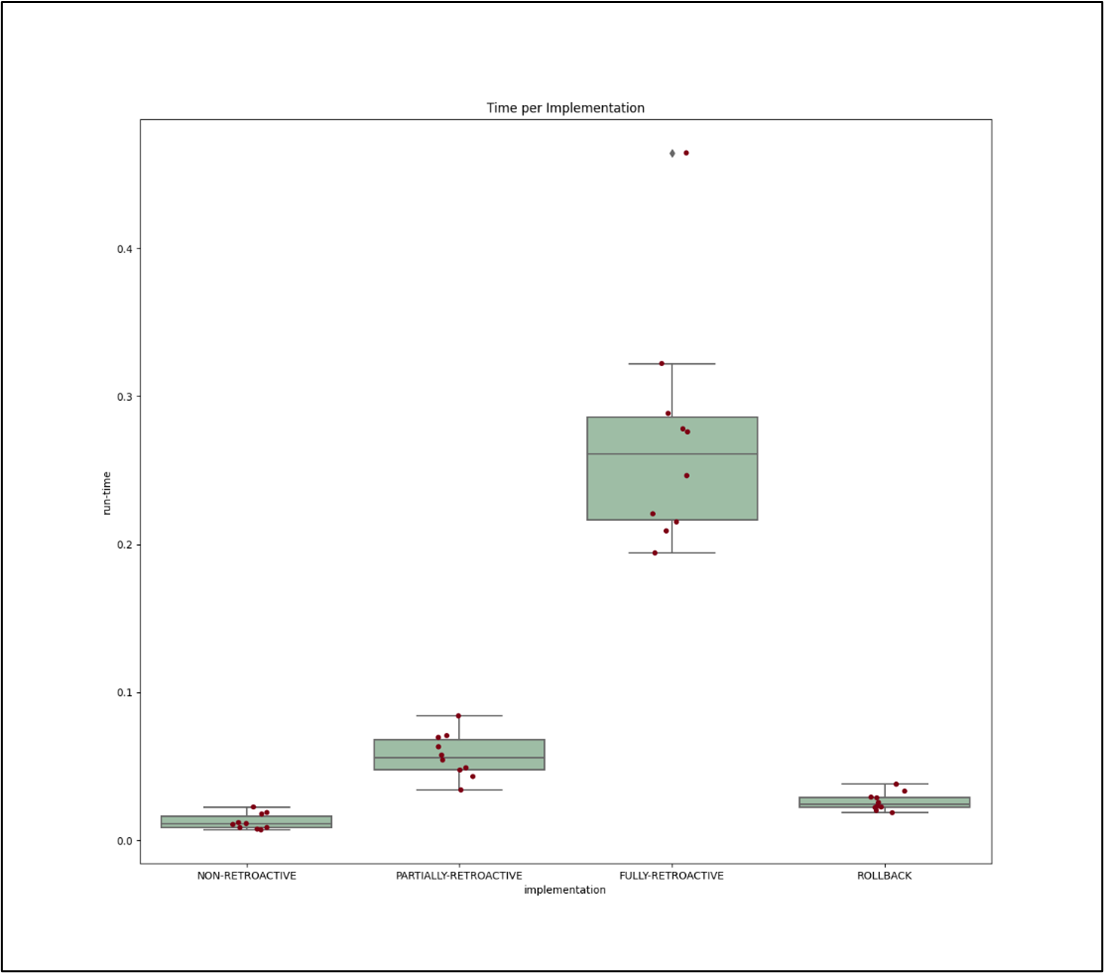 Time per Implementation
0.4
0.3
0.2
0.1
0.0
run-time
NON-RETROACTIVE PARTIALLY-RETROACTIVE FULLY-RETROACTIVE ROLLBACK
implementation